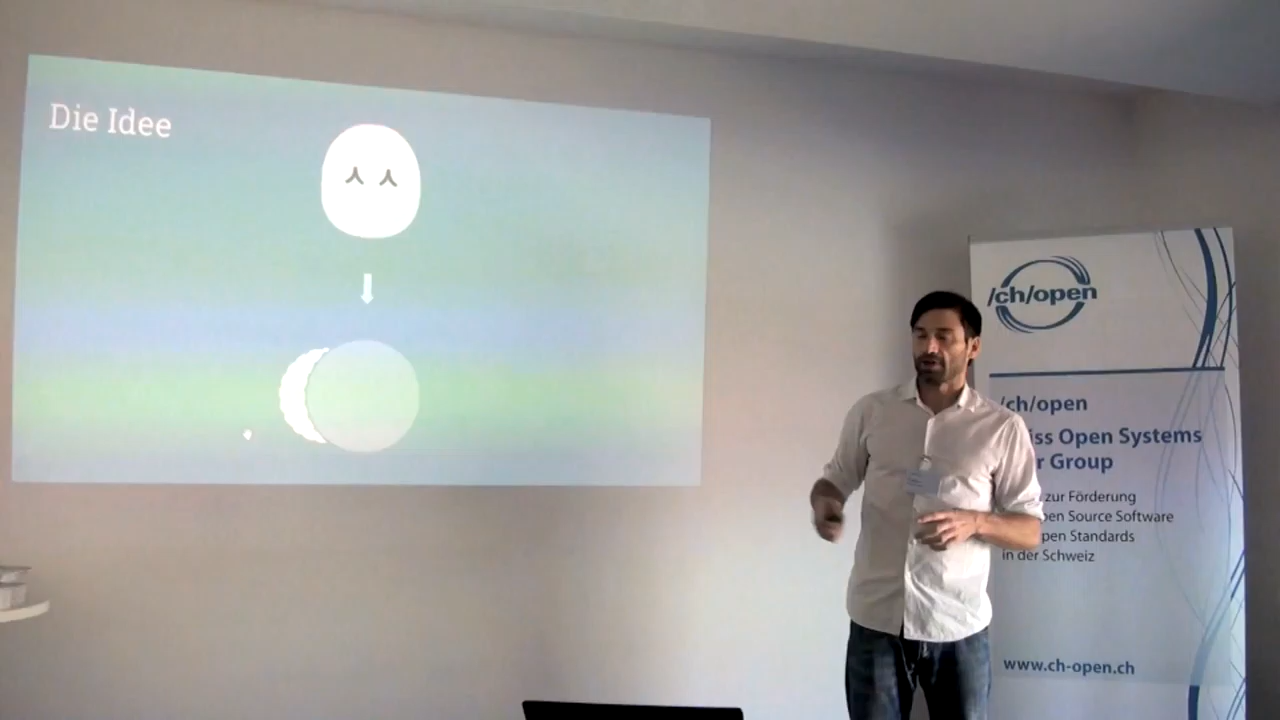 Die Idee
/ch/open
/ch/open
iss Open Systems
r Group
zur Förderung
pen Source Software
pen Standards
in der Schweiz
www.ch-open.ch